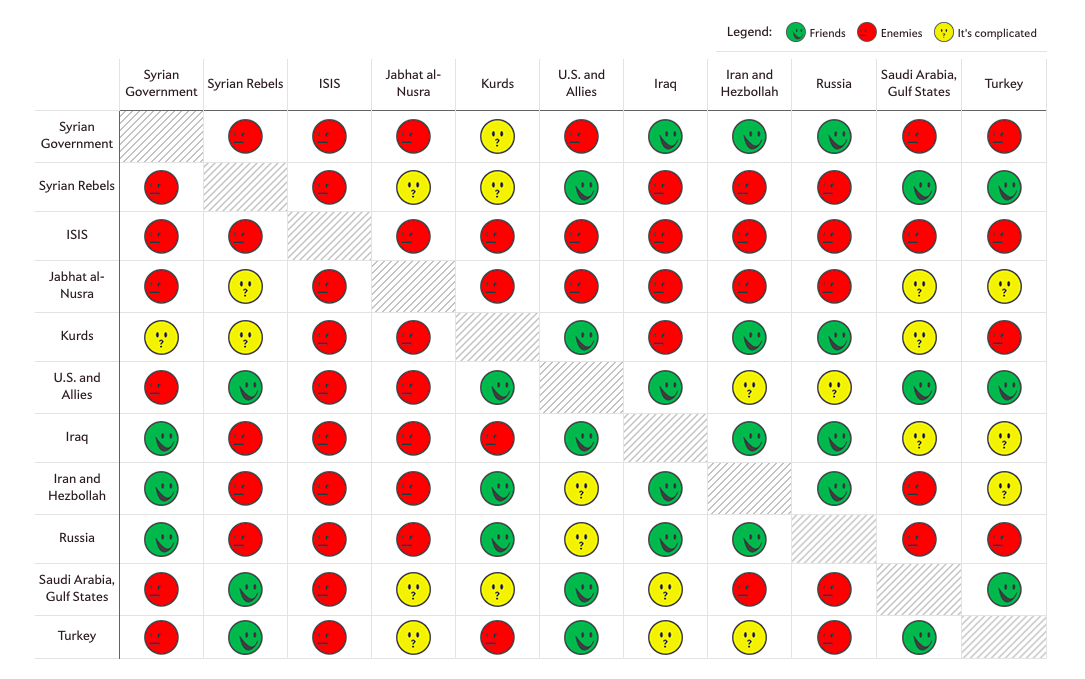 Legend: Friends Enemies It's complicated
Syrian
Government
Syrian Rebels
ISIS
Jabhat al-
Nusra
Kurds
U.S. and
Allies
Iraq
Iran and
Hezbollah
Russia
Saudi Arabia,
Gulf States
Turkey
Syrian
Government
Syrian Rebels
ISIS
Jabhat al-
Nusra
Kurds
U.S. and
Allies
Iraq
Iran and
Hezbollah
Russia
Saudi Arabia,
Gulf States
Turkey